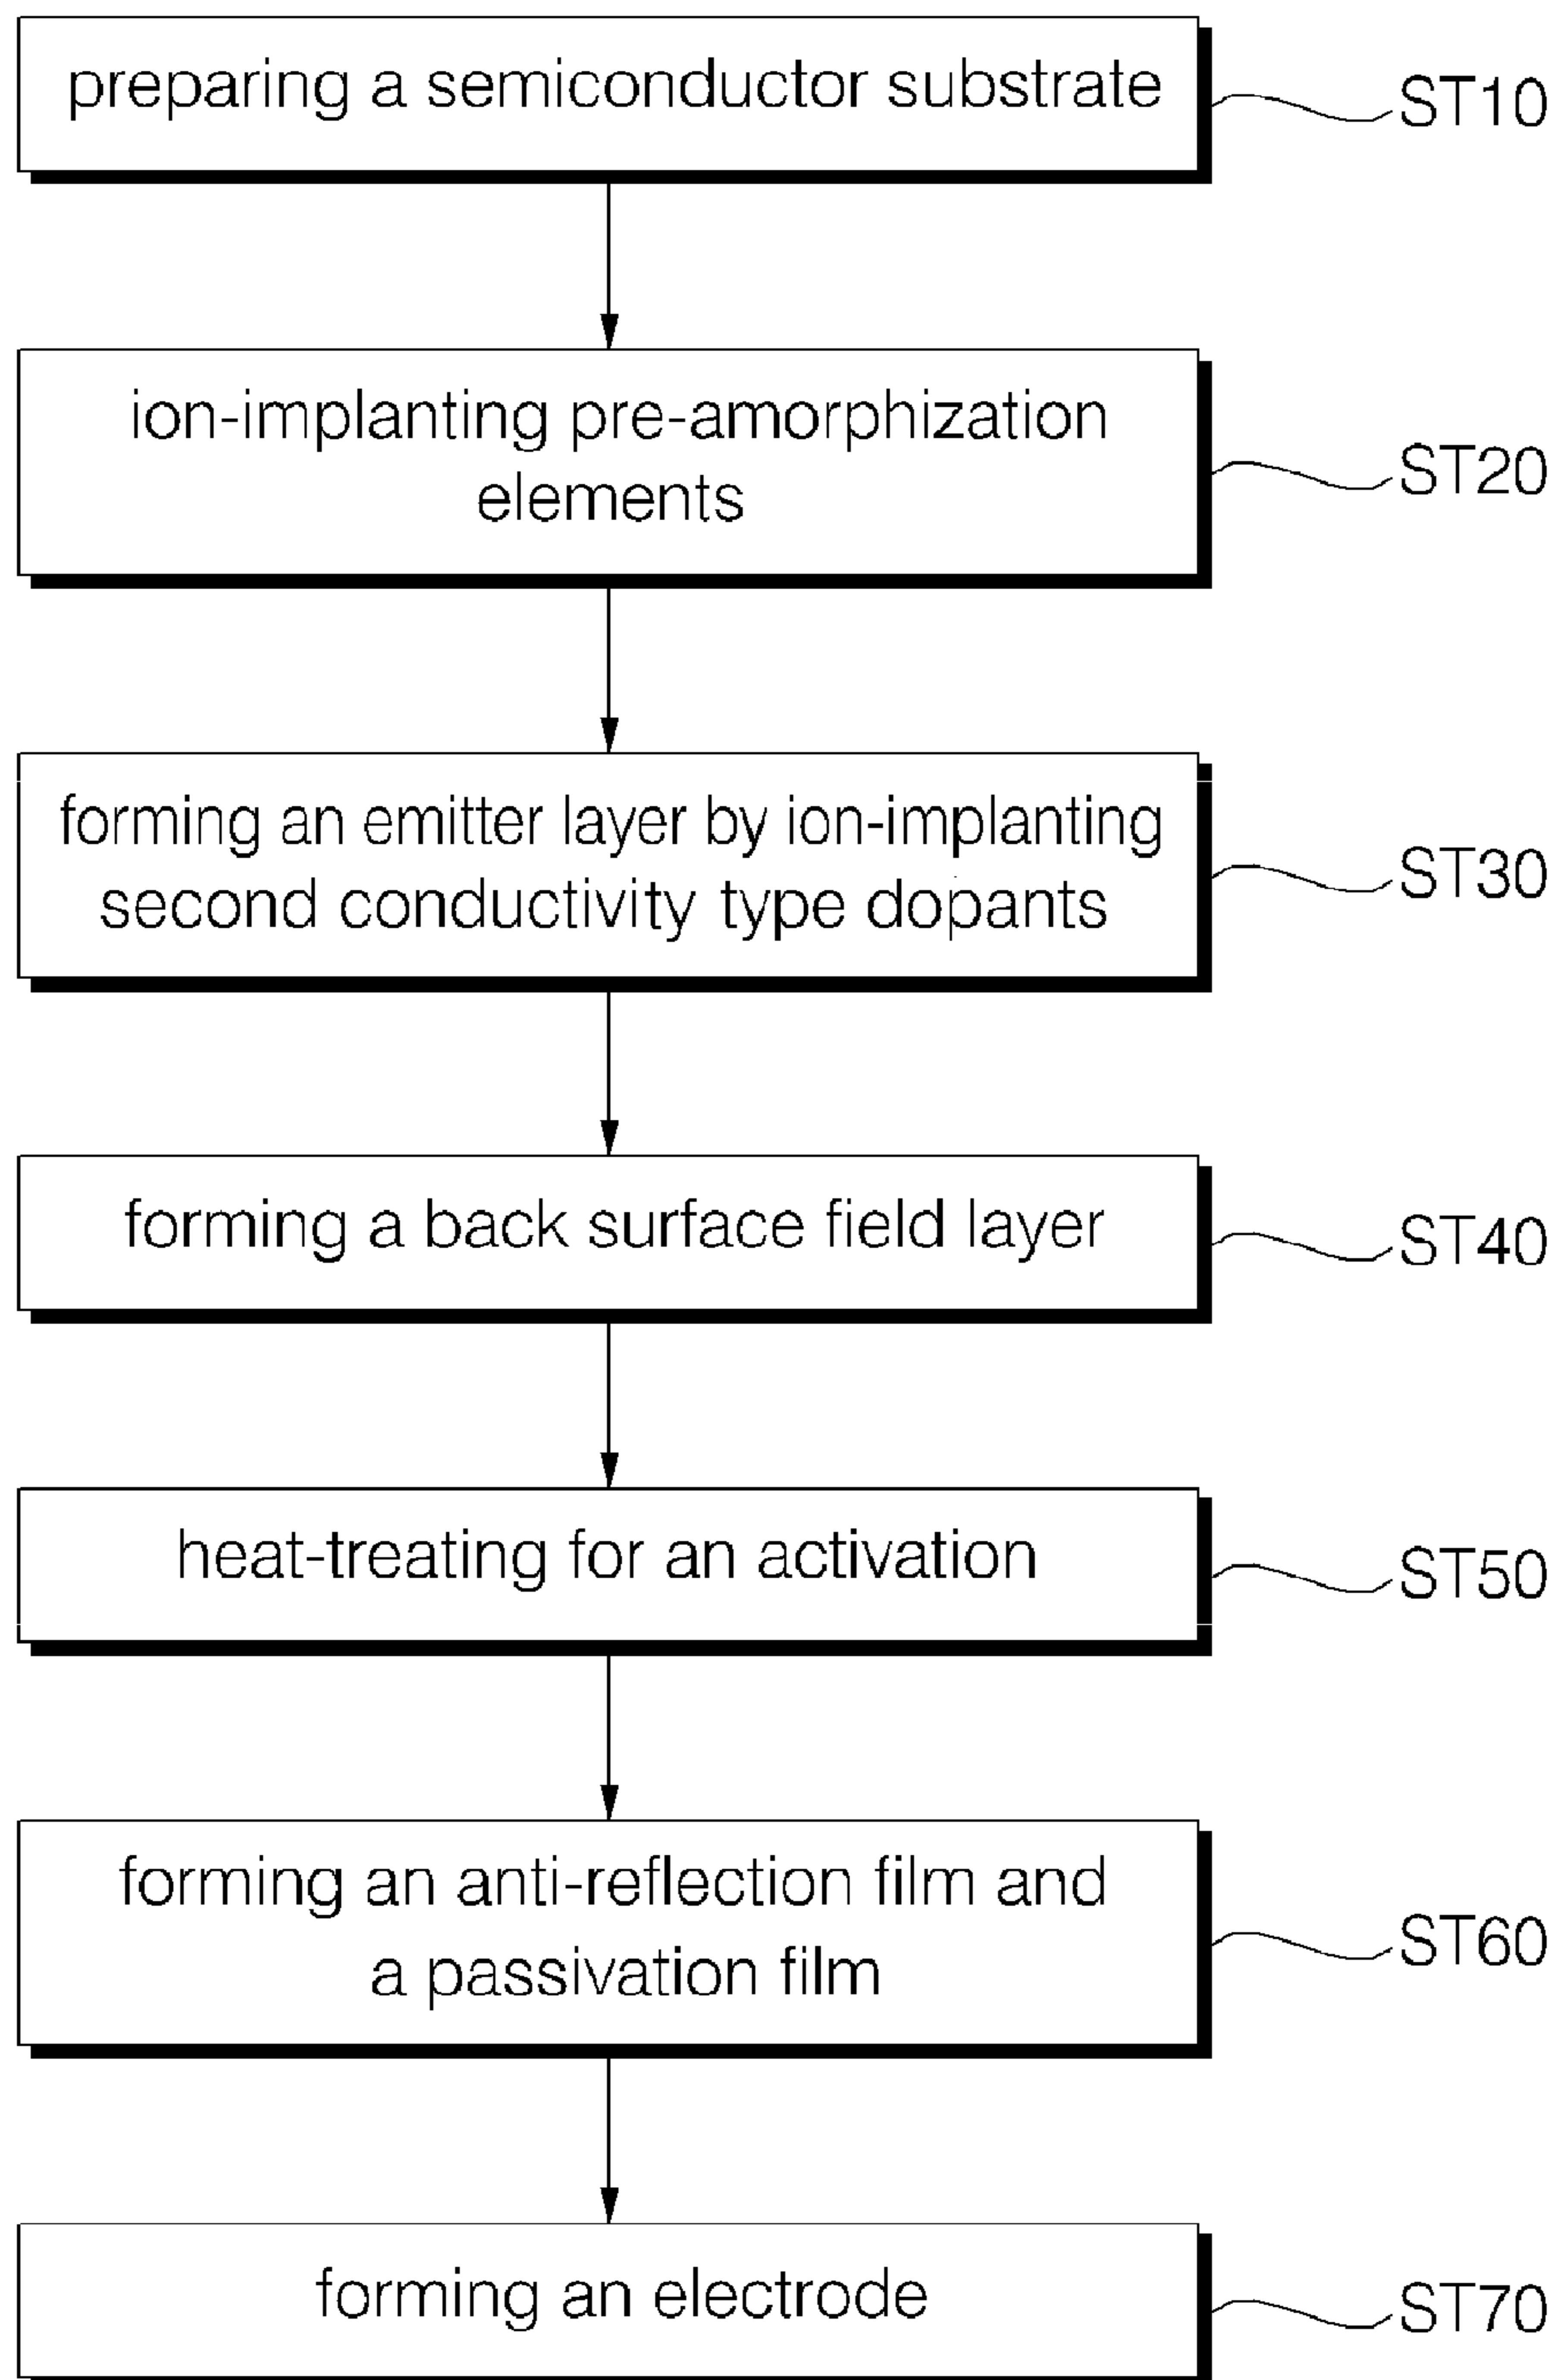 preparing a semiconductor substrate
ST10
ion-implanting pre-amorphization
elements
ST20
forming an emitter layer by ion-implanting
second conductivity type dopants
ST30
forming a back surface field layer
ST40
heat-treating for an activation
ST50
forming an anti-reflection film and
a passivation film
ST60
forming an electrode
ST70